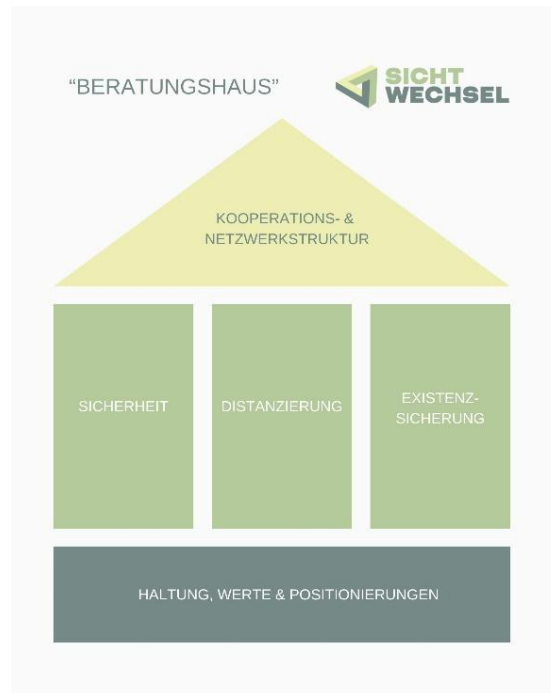 “BERATUNGSHAUS”
SICHT
WECHSEL
KOOPERATIONS- &
NETZWERKSTRUKTUR
SICHERHEIT
DISTANZIERUNG
EXISTENZ-
SICHERUNG
HALTUNG, WERTE & POSITIONIERUNGEN